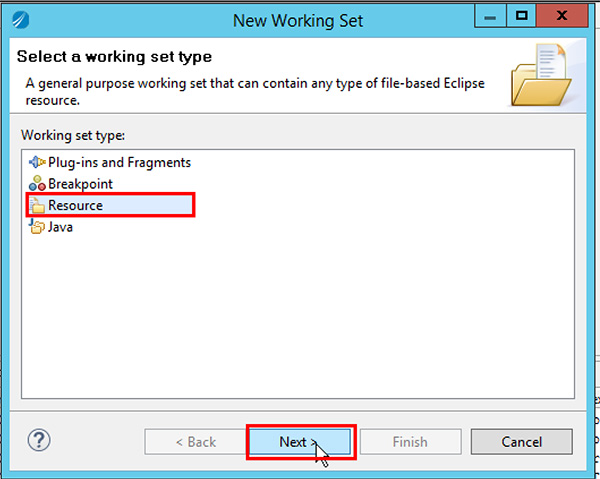 New Working Set
Select a working set type
A general purpose working set that can contain any type of file-based Eclipse
resource.
Working set type:
Plug-ins and Fragments
Breakpoint
Resource
Java
< Back
Next >
Finish
Cancel